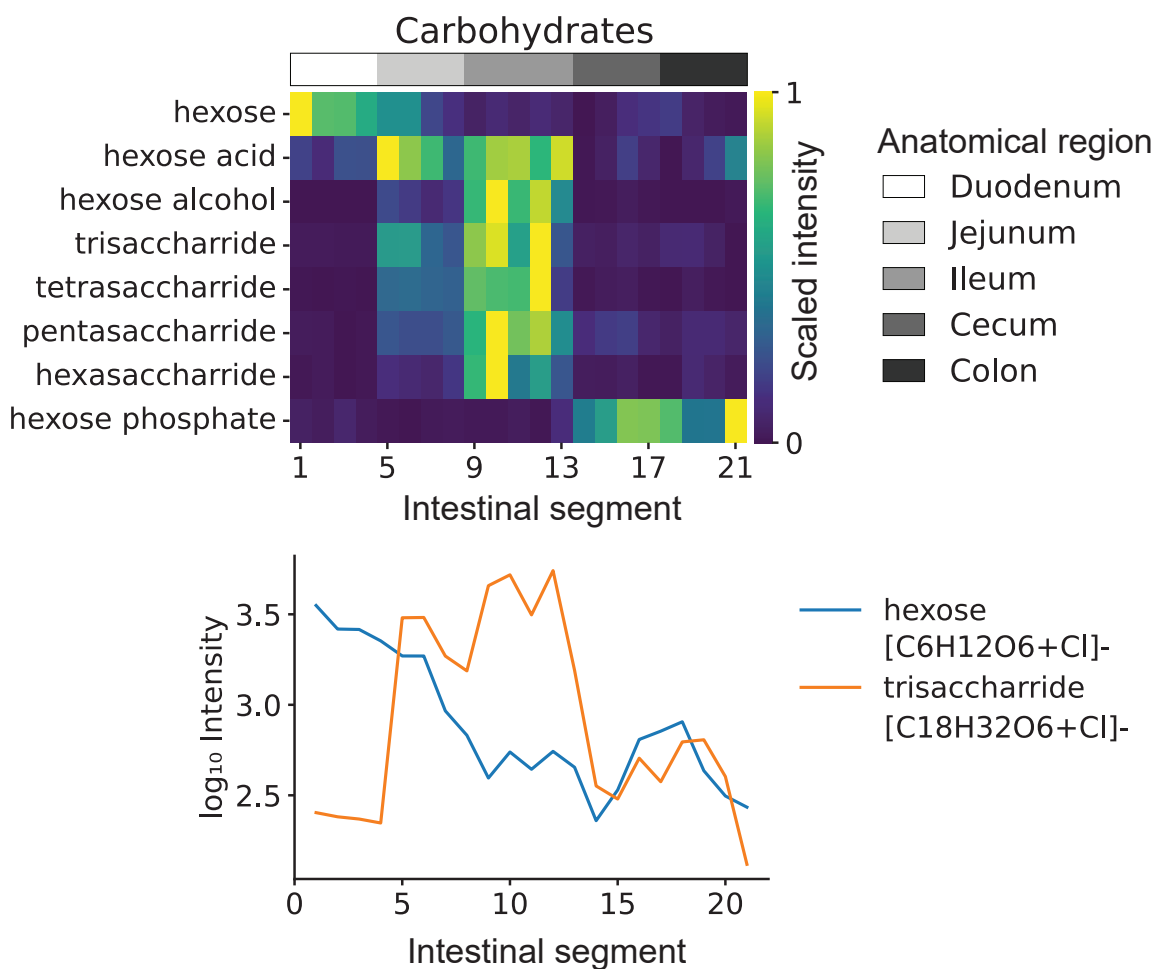 Carbohydrates
hexose
hexose acid
hexose alcohol
trisaccharride
tetrasaccharride
pentasaccharride
hexasaccharride
hexose phosphate
1 5 9 13 17 21
Intestinal segment
1
0
Scaled intensity
Anatomical region
Duodenum
Jejunum
Ileum
Cecum
Colon
3.5
3.0
2.5
log₁₀ Intensity
0 5 10 15 20
Intestinal segment
hexose
[C6H12O6+Cl]-
trisaccharride
[C18H32O6+Cl]-